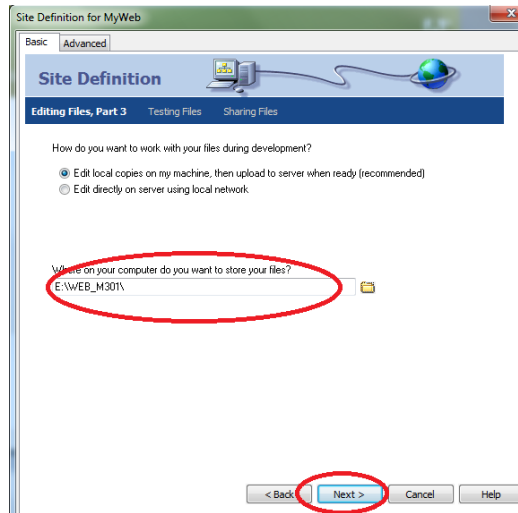 Site Definition for MyWeb
Basic Advanced
Site Definition
Editing Files, Part 3 Testing Files Sharing Files
How do you want to work with your files during development?
Edit local copies on my machine, then upload to server when ready (recommended)
Edit directly on server using local network
Where on your computer do you want to store your files?
E:\WEB_M301\
< Back Next > Cancel Help